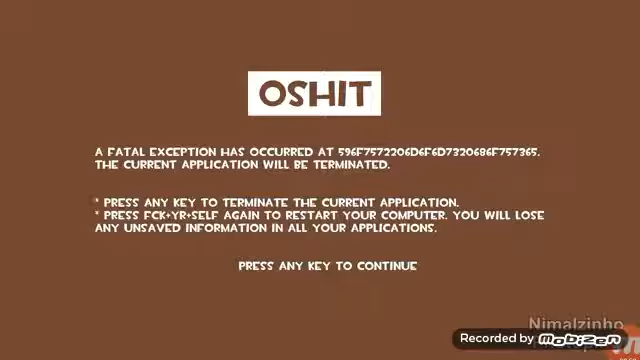 OSHIT
A FATAL EXCEPTION HAS OCCURRED AT 596F7572206D6F6D7320686F757365.
THE CURRENT APPLICATION WILL BE TERMINATED.
* PRESS ANY KEY TO TERMINATE THE CURRENT APPLICATION.
* PRESS FCK+YR+SELF AGAIN TO RESTART YOUR COMPUTER. YOU WILL LOSE
ANY UNSAVED INFORMATION IN ALL YOUR APPLICATIONS.
PRESS ANY KEY TO CONTINUE
Nimalzinho
Recorded by Mobizen